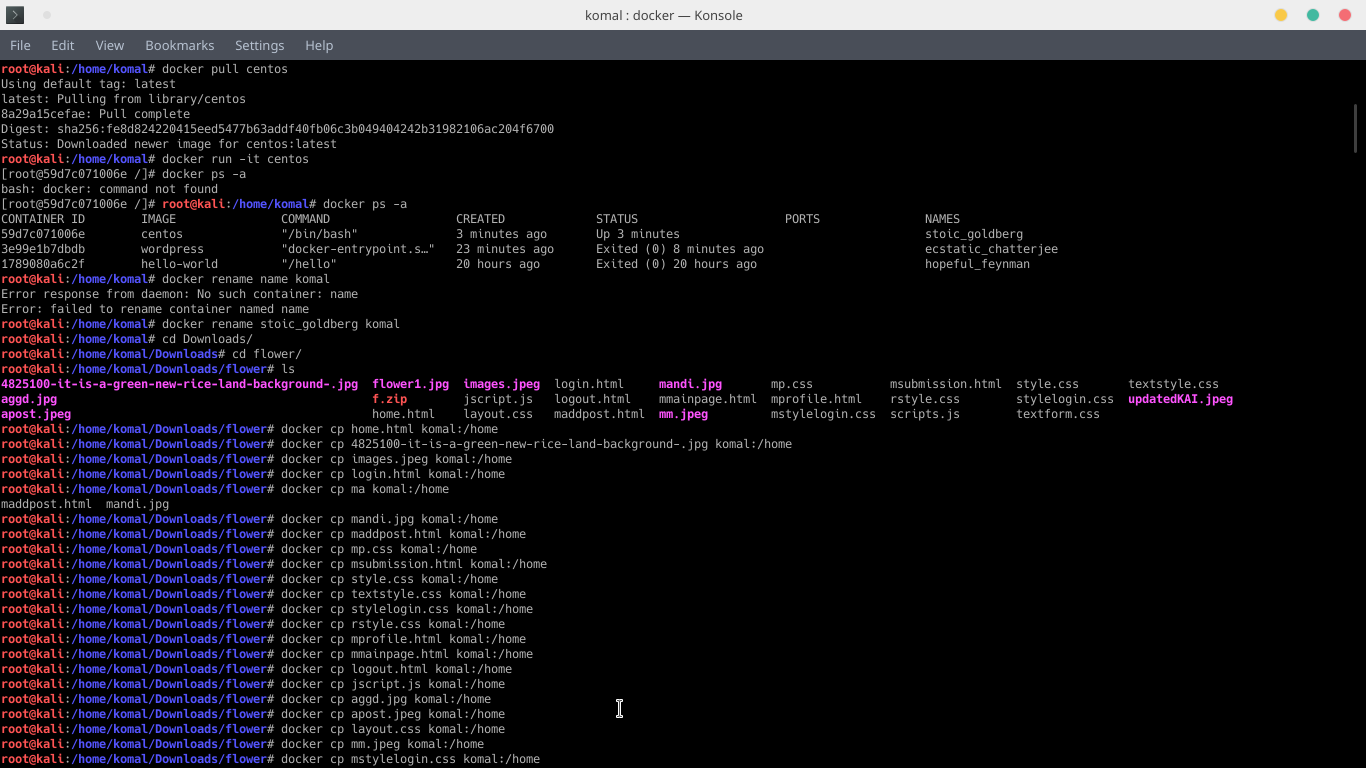 komal : docker — Konsole
File Edit View Bookmarks Settings Help
root@kali:/home/komal# docker pull centos
Using default tag: latest
latest: Pulling from library/centos
8a29a15cefae: Pull complete
Digest: sha256:fe8d824220415eed5477b63addf40fb06c3b049404242b31982106ac204f6700
Status: Downloaded newer image for centos:latest
root@kali:/home/komal# docker run -it centos
[root@59d7c071006e /]# docker ps -a
bash: docker: command not found
[root@59d7c071006e /]# root@kali:/home/komal# docker ps -a
CONTAINER ID        IMAGE               COMMAND                  CREATED             STATUS                     PORTS               NAMES
59d7c071006e        centos              "/bin/bash"              3 minutes ago       Up 3 minutes                                   stoic_goldberg
3e99e1b7dbdb        wordpress           "docker-entrypoint.s…"   23 minutes ago      Exited (0) 8 minutes ago                       ecstatic_chatterjee
1789080a6c2f        hello-world         "/hello"                 20 hours ago        Exited (0) 20 hours ago                        hopeful_feynman
root@kali:/home/komal# docker rename name komal
Error response from daemon: No such container: name
Error: failed to rename container named name
root@kali:/home/komal# docker rename stoic_goldberg komal
root@kali:/home/komal# cd Downloads/
root@kali:/home/komal/Downloads# cd flower/
root@kali:/home/komal/Downloads/flower# ls
4825100-it-is-a-green-new-rice-land-background-.jpg  flower1.jpg  images.jpeg  login.html  mandi.jpg  mp.css  msubmission.html  style.css  textstyle.css
aggd.jpg  f.zip  jscript.js  logout.html  mmainpage.html  mprofile.html  rstyle.css  stylelogin.css  updatedKAI.jpeg
apost.jpeg  home.html  layout.css  maddpost.html  mm.jpeg  mstylelogin.css  scripts.js  textform.css
root@kali:/home/komal/Downloads/flower# docker cp home.html komal:/home
root@kali:/home/komal/Downloads/flower# docker cp 4825100-it-is-a-green-new-rice-land-background-.jpg komal:/home
root@kali:/home/komal/Downloads/flower# docker cp images.jpeg komal:/home
root@kali:/home/komal/Downloads/flower# docker cp login.html komal:/home
root@kali:/home/komal/Downloads/flower# docker cp ma komal:/home
maddpost.html  mandi.jpg
root@kali:/home/komal/Downloads/flower# docker cp mandi.jpg komal:/home
root@kali:/home/komal/Downloads/flower# docker cp maddpost.html komal:/home
root@kali:/home/komal/Downloads/flower# docker cp mp.css komal:/home
root@kali:/home/komal/Downloads/flower# docker cp msubmission.html komal:/home
root@kali:/home/komal/Downloads/flower# docker cp style.css komal:/home
root@kali:/home/komal/Downloads/flower# docker cp textstyle.css komal:/home
root@kali:/home/komal/Downloads/flower# docker cp stylelogin.css komal:/home
root@kali:/home/komal/Downloads/flower# docker cp rstyle.css komal:/home
root@kali:/home/komal/Downloads/flower# docker cp mprofile.html komal:/home
root@kali:/home/komal/Downloads/flower# docker cp mmainpage.html komal:/home
root@kali:/home/komal/Downloads/flower# docker cp logout.html komal:/home
root@kali:/home/komal/Downloads/flower# docker cp jscript.js komal:/home
root@kali:/home/komal/Downloads/flower# docker cp aggd.jpg komal:/home
root@kali:/home/komal/Downloads/flower# docker cp apost.jpeg komal:/home
root@kali:/home/komal/Downloads/flower# docker cp layout.css komal:/home
root@kali:/home/komal/Downloads/flower# docker cp mm.jpeg komal:/home
root@kali:/home/komal/Downloads/flower# docker cp mstylelogin.css komal:/home